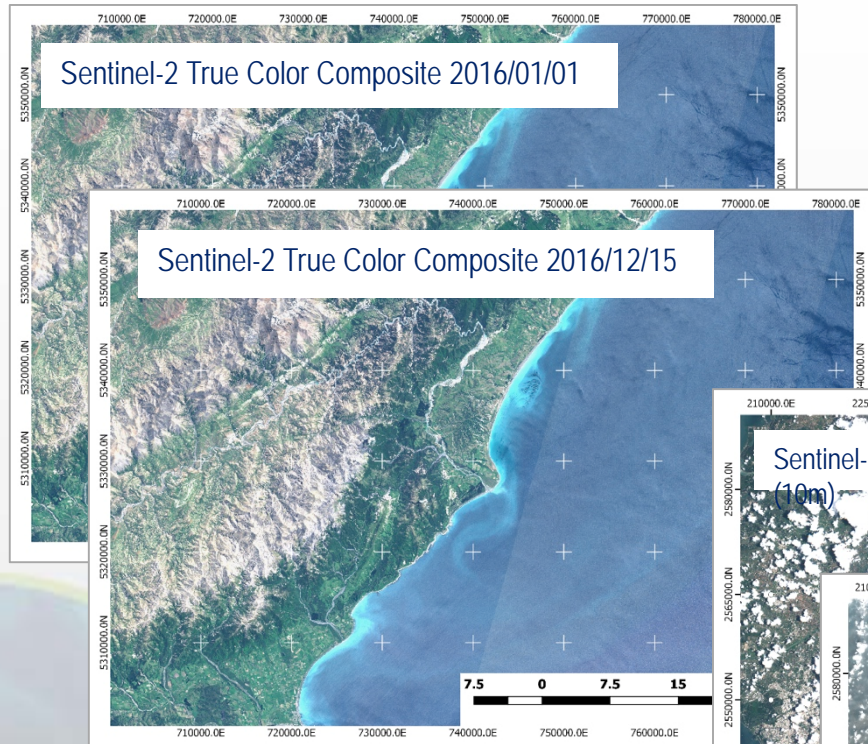 710000.0E 720000.0E 730000.0E 740000.0E 750000.0E 760000.0E 770000.0E 780000.0E
Sentinel-2 True Color Composite 2016/01/01
5350000.0N
5340000.0N
5330000.0N
5320000.0N
5310000.0N
5350000.0N
710000.0E 720000.0E 730000.0E 740000.0E 750000.0E 760000.0E 770000.0E 780000.0E
Sentinel-2 True Color Composite 2016/12/15
5350000.0N
5340000.0N
5330000.0N
5320000.0N
5310000.0N
5350000.0N
7.5 0 7.5 15
710000.0E 720000.0E 730000.0E 740000.0E 750000.0E 760000.0E
210000.0E 225
Sentinel-
(10m)
2580000.0N
2565000.0N
2550000.0N
210
2580000.0N